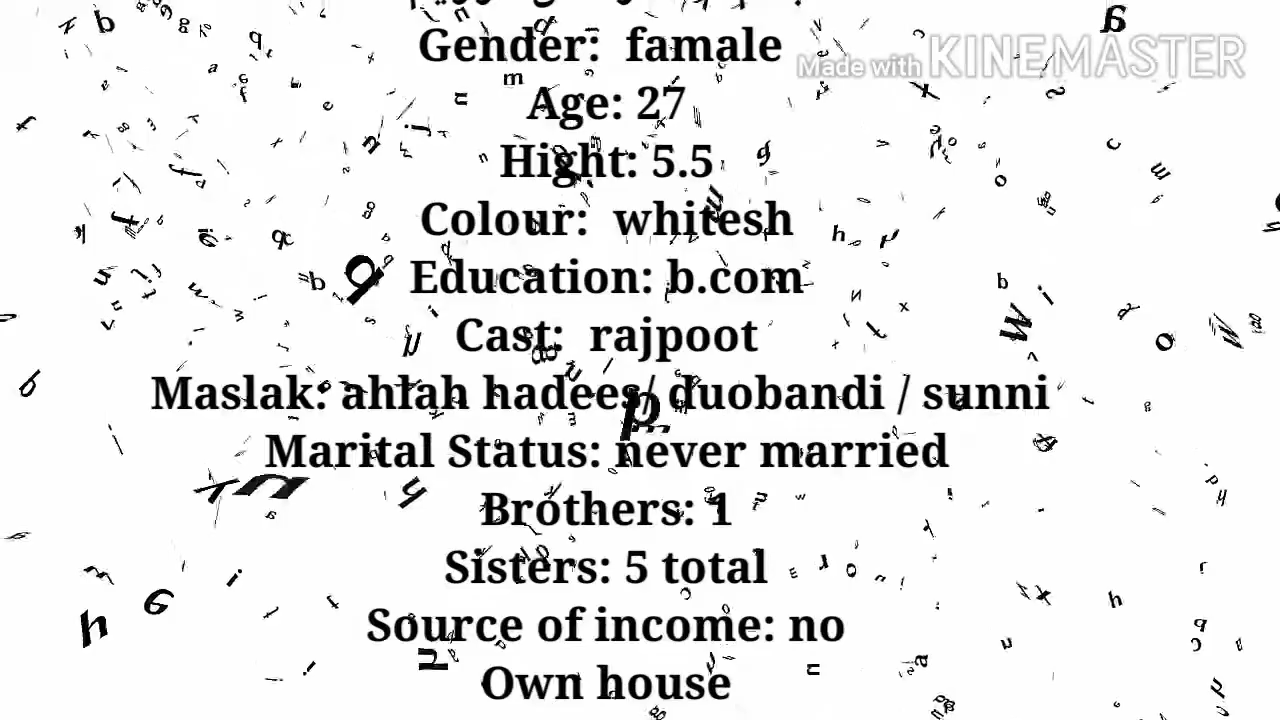 Gender: famale
Made with KINEMASTER
Age: 27
Hight: 5.5
Colour: whitesh
Education: b.com
Cast: rajpoot
Maslak: ahlah hadees/ duobandi / sunni
Marital Status: never married
Brothers: 1
Sisters: 5 total
Source of income: no
Own house